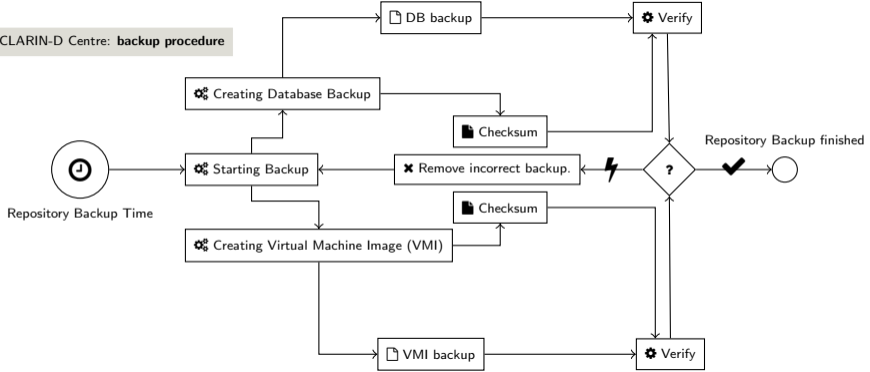 DB backup
Verify
CLARIN-D Centre: backup procedure
Creating Database Backup
Checksum
Repository Backup finished
Starting Backup
Remove incorrect backup.
?
Repository Backup Time
Checksum
Creating Virtual Machine Image (VMI)
VMI backup
Verify